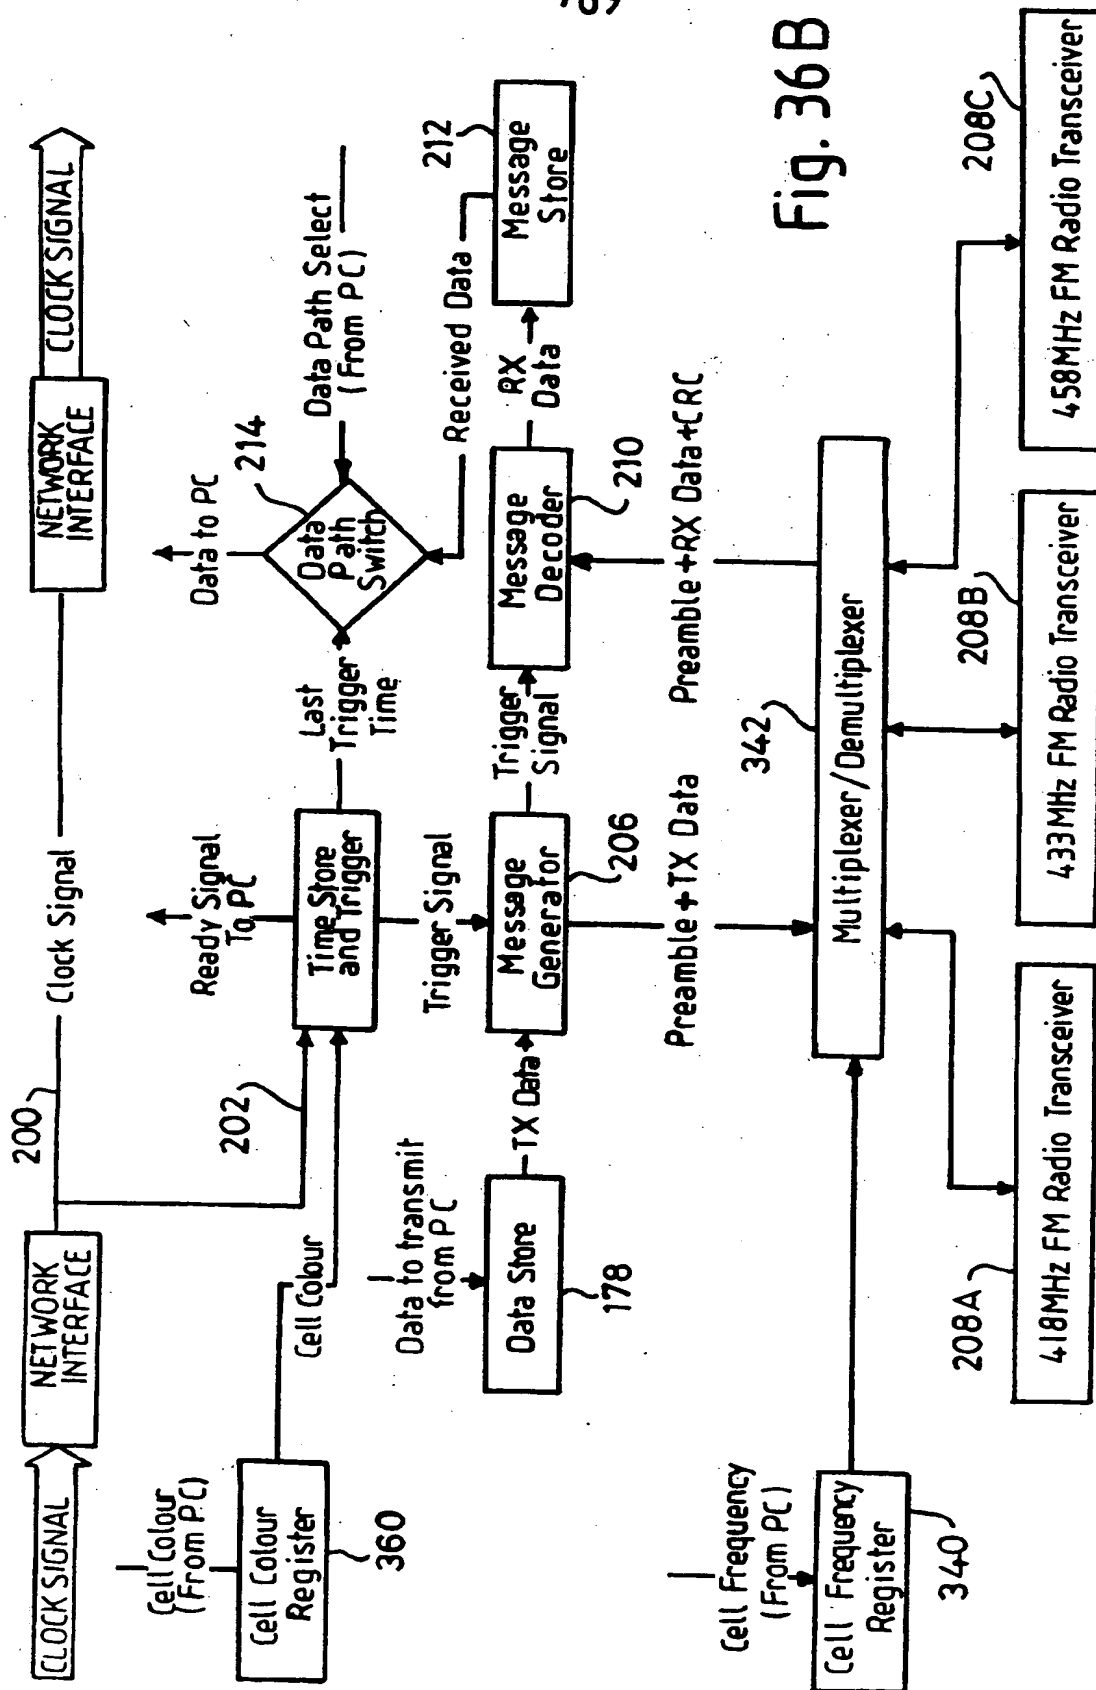 CLOCK SIGNAL
NETWORK
INTERFACE
200
Clock Signal
NETWORK
INTERFACE
CLOCK SIGNAL
Cell Colour
(From PC)
Cell Colour
Register
360
Cell Colour
202
Ready Signal
To PC
Time Store
and Trigger
Last
Trigger
Time
Data to PC
214
Data
Path
Switch
Data Path Select
(From PC)
Received Data
212
Message
Store
Data to transmit
from PC
Data Store
178
TX Data
Trigger Signal
Message
Generator
206
Trigger
Signal
Message
Decoder
210
RX
Data
Preamble+TX Data
Preamble+RX Data+CRC
Cell Frequency
(From PC)
Cell Frequency
Register
340
342
Multiplexer/Demultiplexer
208A
418MHz FM Radio Transceiver
208B
433MHz FM Radio Transceiver
208C
458MHz FM Radio Transceiver
Fig. 36B